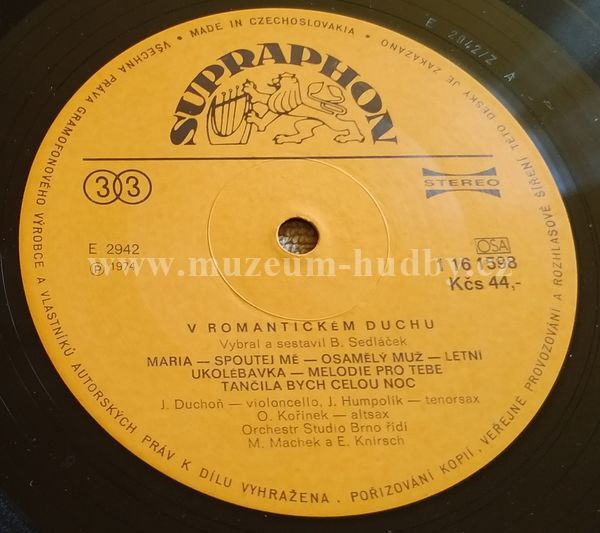 VŠECHNA PRÁVA GRAMOFONOVÉHO VÝROBCE A VLASTNÍKŮ AUTORSKÝCH PRÁV K DÍLU VYHRAŽENA. POŘIZOVÁNÍ KOPIÍ, VEŘEJNÉ PROVOZOVÁNÍ A ROZHLASOVÉ ŠÍŘENÍ TÉTO DESKY JE ZAKÁZÁNO • MADE IN CZECHOSLOVAKIA •
SUPRAPHON
33
STEREO
E 2942
Ⓟ 1974
OSA
1 16 1598
Kčs 44,-
www.muzeum-hudby.cz
V ROMANTICKÉM DUCHU
Vybral a sestavil B. Sedláček
MARIA — SPOUTEJ MĚ — OSAMĚLÝ MUŽ — LETNÍ
UKOLÉBAVKA — MELODIE PRO TEBE
TANČILA BYCH CELOU NOC
J. Duchoň — violoncello, J. Humpolík — tenorsax
O. Kořínek — altsax
Orchestr Studio Brno řídí
M. Machek a E. Knirsch